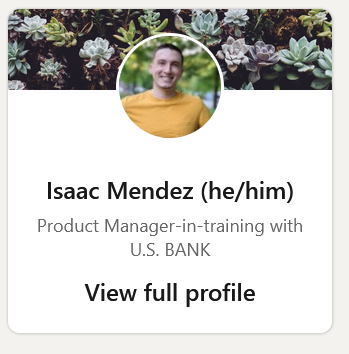 Isaac Mendez (he/him)
Product Manager-in-training with
U.S. BANK
View full profile